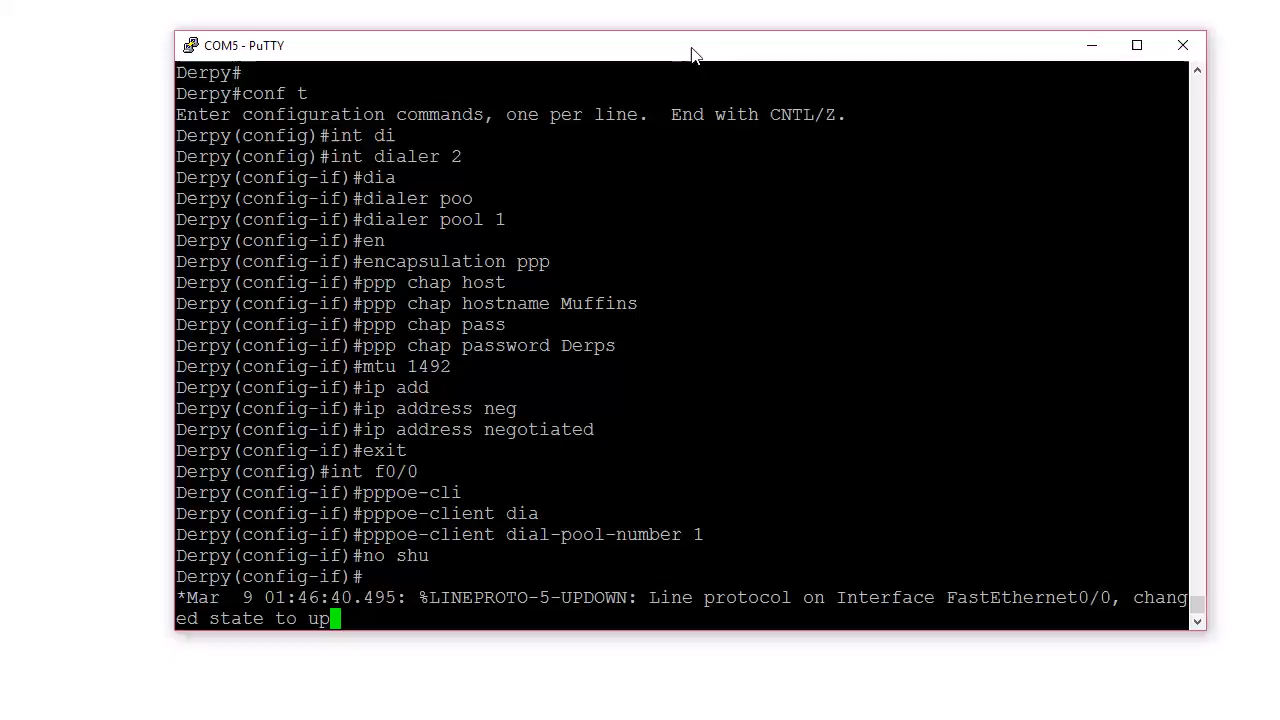 COM5 - PuTTY
Derpy#
Derpy#conf t
Enter configuration commands, one per line.  End with CNTL/Z.
Derpy(config)#int di
Derpy(config)#int dialer 2
Derpy(config-if)#dia
Derpy(config-if)#dialer poo
Derpy(config-if)#dialer pool 1
Derpy(config-if)#en
Derpy(config-if)#encapsulation ppp
Derpy(config-if)#ppp chap host
Derpy(config-if)#ppp chap hostname Muffins
Derpy(config-if)#ppp chap pass
Derpy(config-if)#ppp chap password Derps
Derpy(config-if)#mtu 1492
Derpy(config-if)#ip add
Derpy(config-if)#ip address neg
Derpy(config-if)#ip address negotiated
Derpy(config-if)#exit
Derpy(config)#int f0/0
Derpy(config-if)#pppoe-cli
Derpy(config-if)#pppoe-client dia
Derpy(config-if)#pppoe-client dial-pool-number 1
Derpy(config-if)#no shu
Derpy(config-if)#
*Mar  9 01:46:40.495: %LINEPROTO-5-UPDOWN: Line protocol on Interface FastEthernet0/0, chang
ed state to up